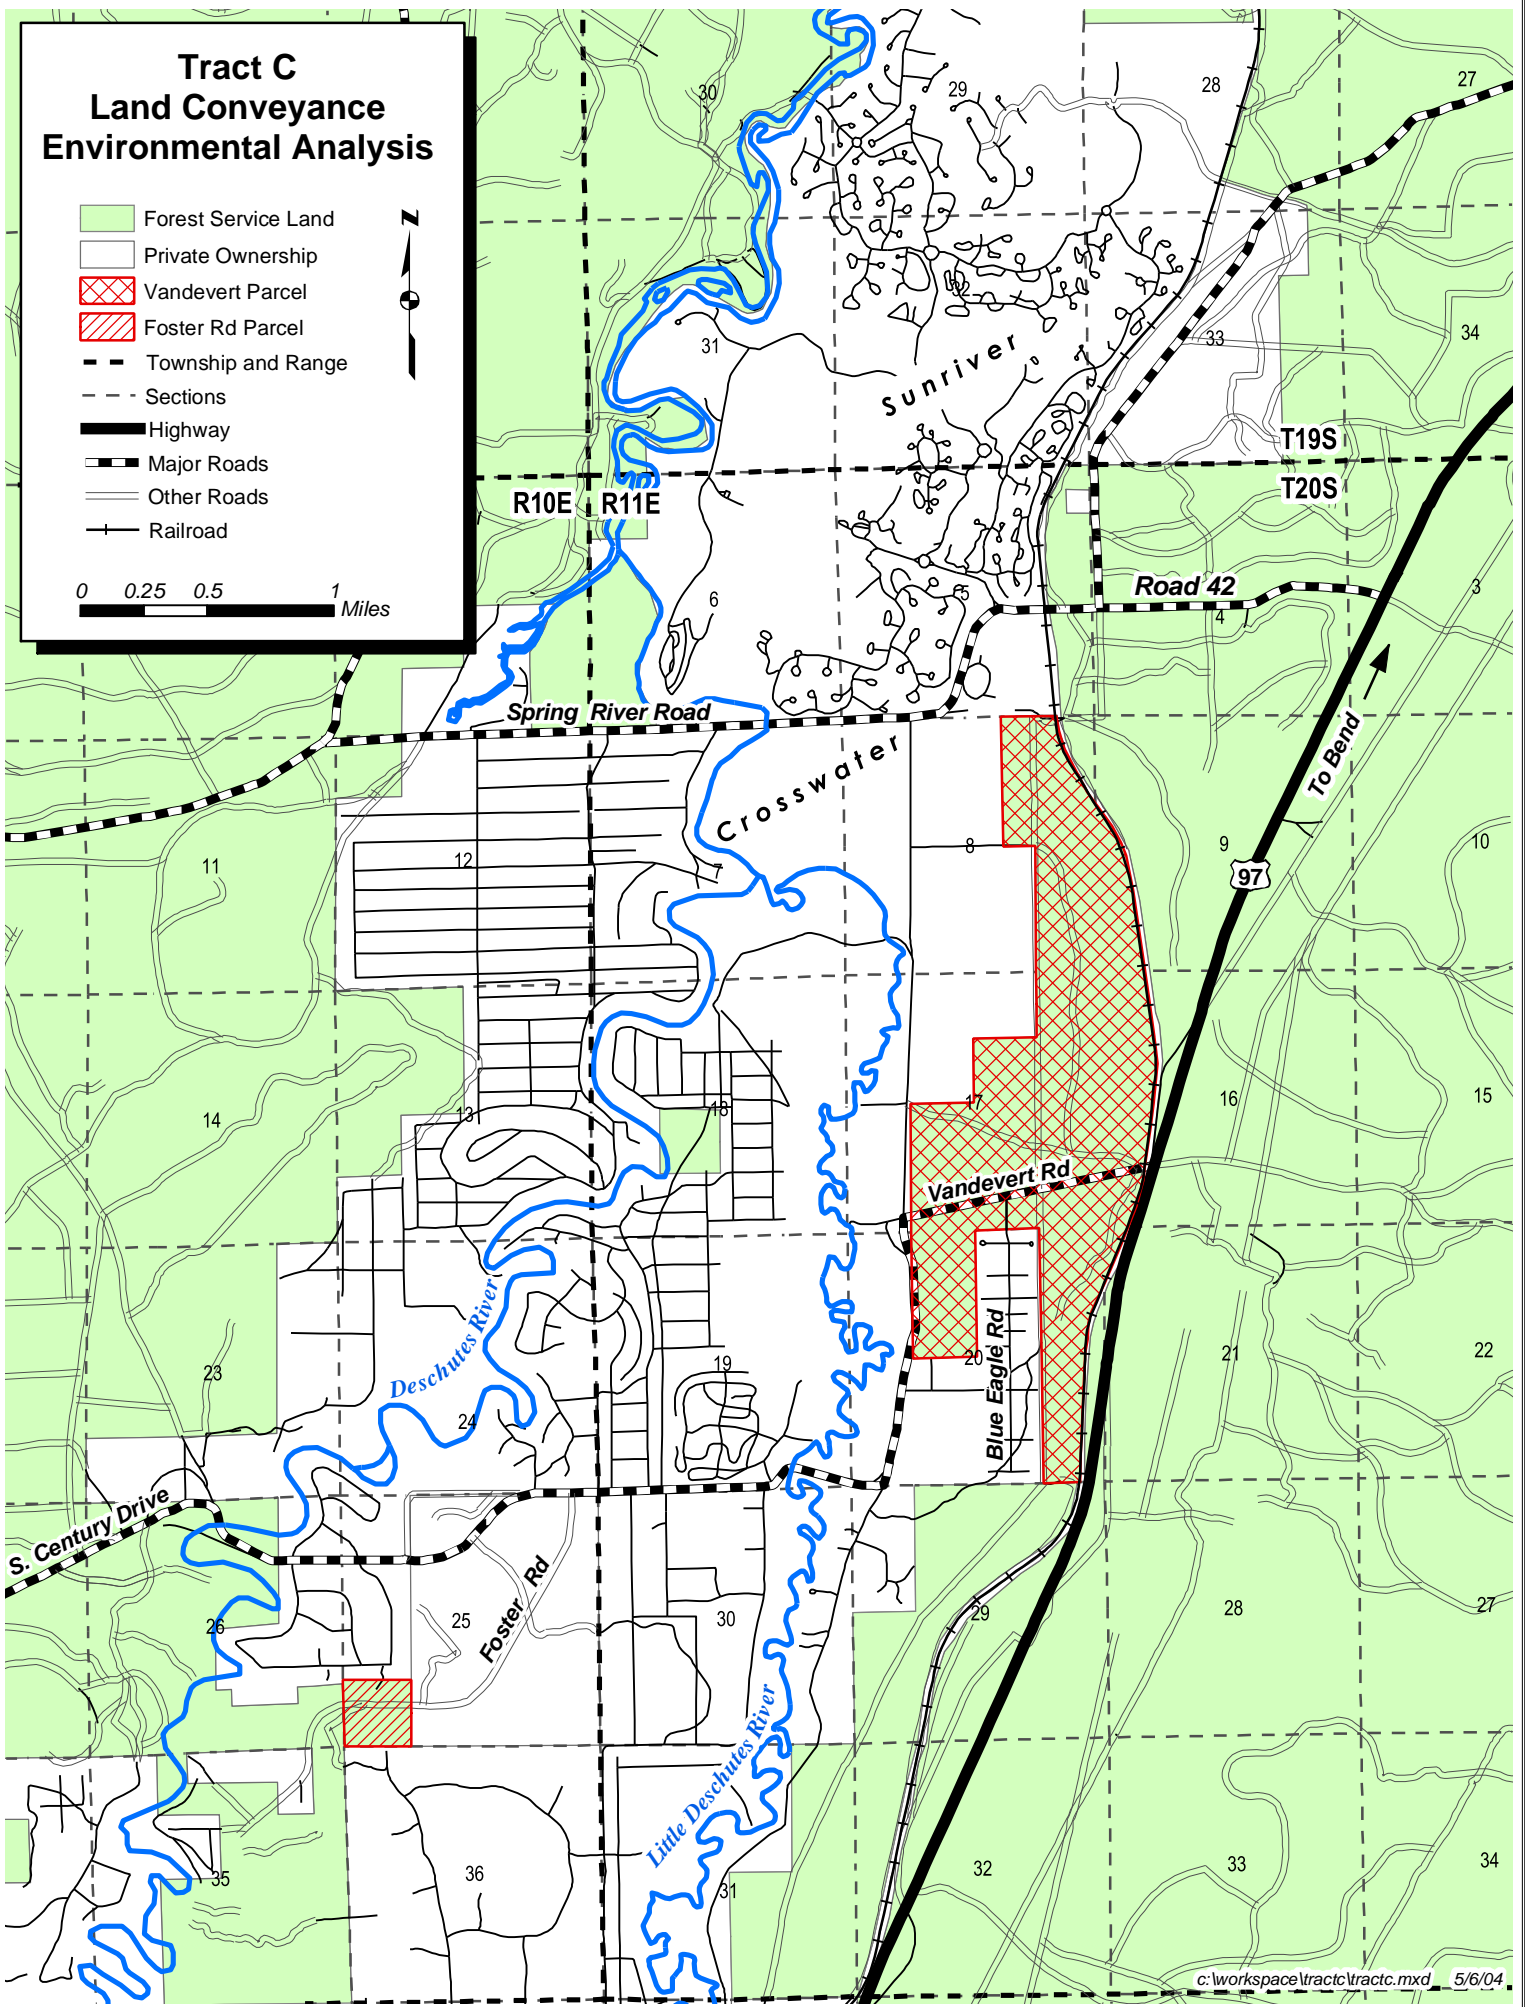 Tract C
Land Conveyance
Environmental Analysis
Forest Service Land
Private Ownership
Vandevert Parcel
Foster Rd Parcel
Township and Range
Sections
Highway
Major Roads
Other Roads
Railroad
N
0 0.25 0.5 1
Miles
30
29
28
27
31
32
33
34
Sunriver
T19S
T20S
R10E R11E
6
5
Road 42
4
3
Spring River Road
Crosswater
To Bend
11
12
7
8
9
10
97
14
13
18
17
16
15
Vandevert Rd
Deschutes River
Blue Eagle Rd
23
24
19
20
21
22
S. Century Drive
26
25
Foster Rd
30
29
28
27
Little Deschutes River
35
36
31
32
33
34
c:\workspace\tractc\tractc.mxd 5/6/04